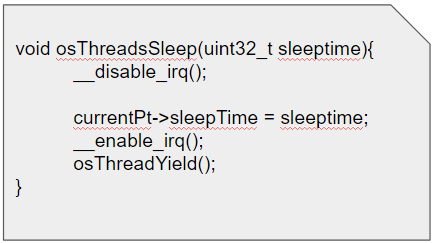 void osThreadsSleep(uint32_t sleeptime){
__disable_irq();
currentPt->sleepTime = sleeptime;
__enable_irq();
osThreadYield();
}